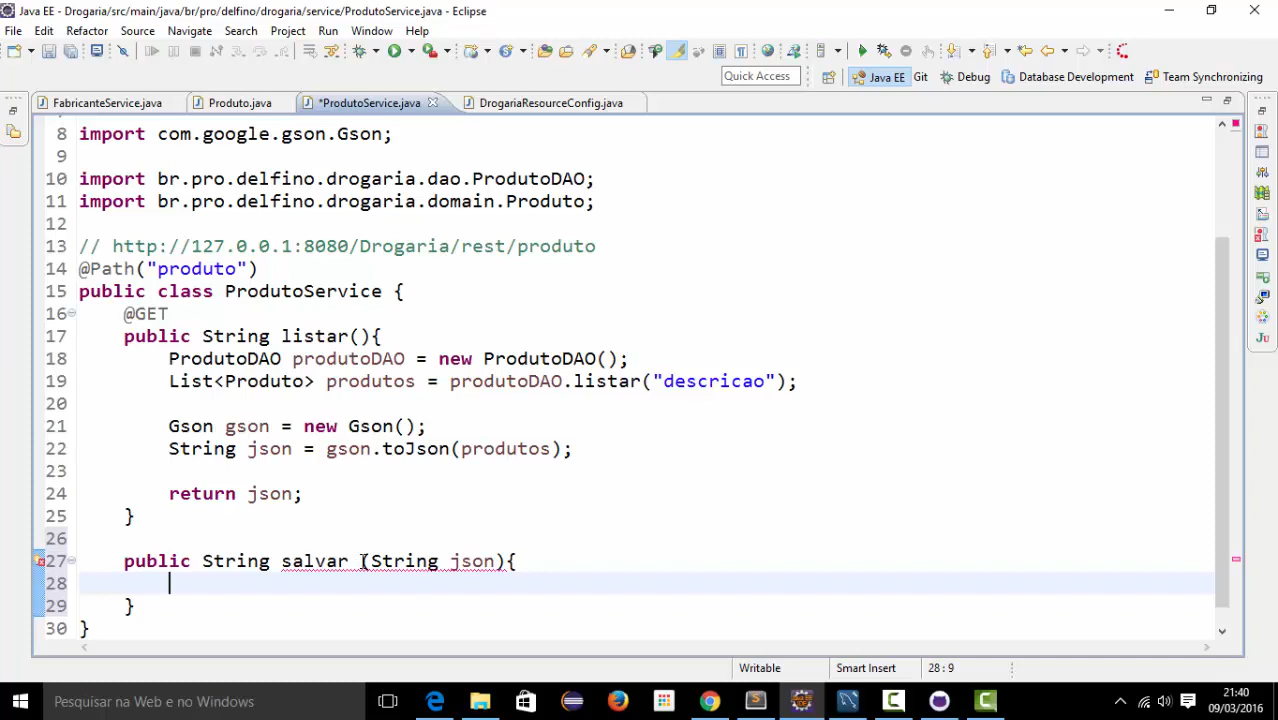 Java EE - Drogaria/src/main/java/br/pro/delfino/drogaria/service/ProdutoService.java - Eclipse
File Edit Refactor Source Navigate Search Project Run Window Help
Quick Access Java EE Git Debug Database Development Team Synchronizing
FabricanteService.java Produto.java *ProdutoService.java DrogariaResourceConfig.java
8 import com.google.gson.Gson;
9
10 import br.pro.delfino.drogaria.dao.ProdutoDAO;
11 import br.pro.delfino.drogaria.domain.Produto;
12
13 // http://127.0.0.1:8080/Drogaria/rest/produto
14 @Path("produto")
15 public class ProdutoService {
16 @GET
17 public String listar(){
18 ProdutoDAO produtoDAO = new ProdutoDAO();
19 List<Produto> produtos = produtoDAO.listar("descricao");
20
21 Gson gson = new Gson();
22 String json = gson.toJson(produtos);
23
24 return json;
25 }
26
27 public String salvar (String json){
28
29 }
30 }
Writable Smart Insert 28 : 9
Pesquisar na Web e no Windows
21:40
09/03/2016